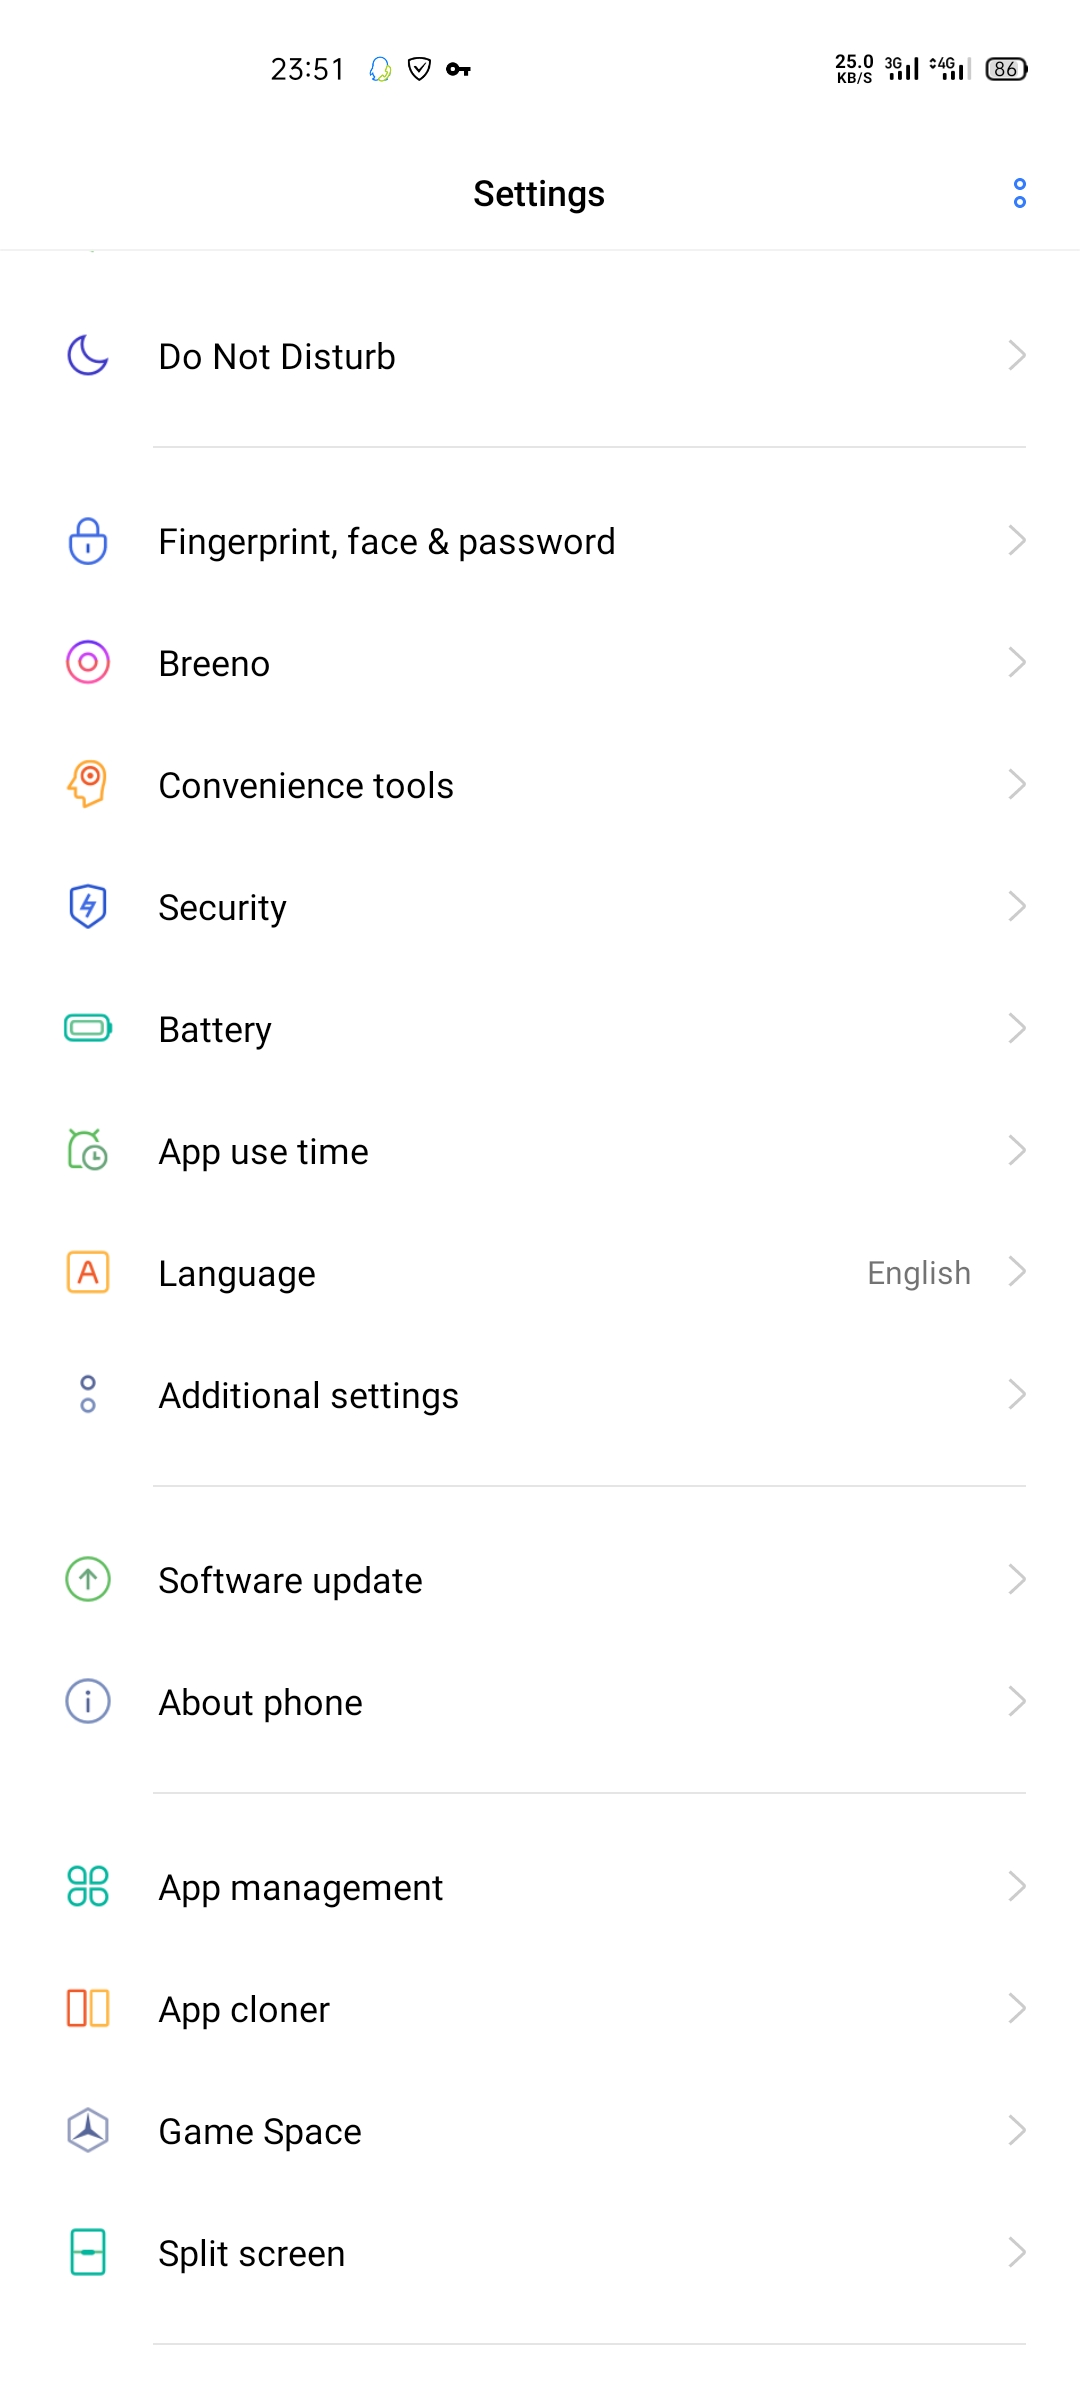 23:51
25.0 KB/S 3G 4G 86
Settings
Do Not Disturb
Fingerprint, face & password
Breeno
Convenience tools
Security
Battery
App use time
A Language English
Additional settings
Software update
About phone
App management
App cloner
Game Space
Split screen